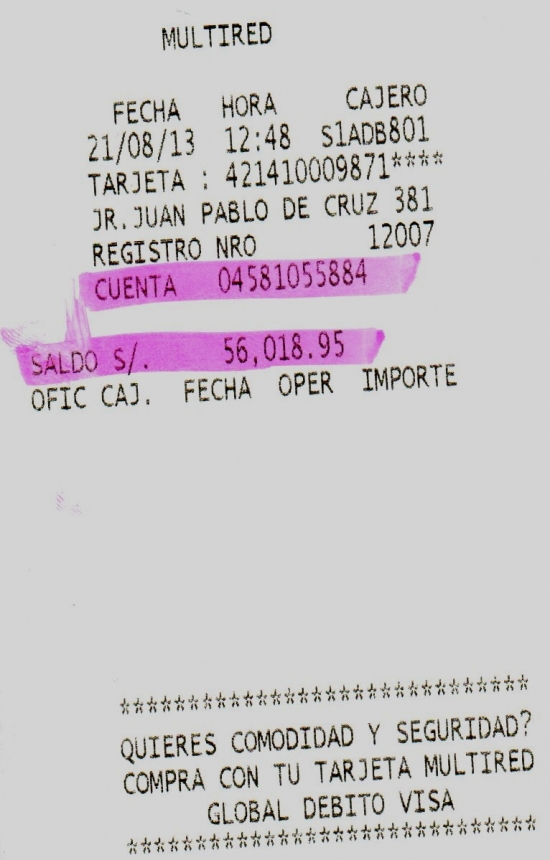 MULTIRED
FECHA HORA CAJERO
21/08/13 12:48 S1ADB801
TARJETA : 421410009871****
JR.JUAN PABLO DE CRUZ 381
REGISTRO NRO 12007
CUENTA 04581055884
SALDO S/. 56,018.95
OFIC CAJ. FECHA OPER IMPORTE
******************************
QUIERES COMODIDAD Y SEGURIDAD?
COMPRA CON TU TARJETA MULTIRED
GLOBAL DEBITO VISA
******************************